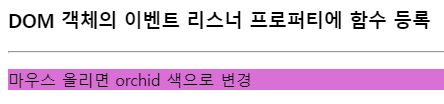 DOM 객체의 이벤트 리스너 프로퍼티에 함수 등록
마우스 올리면 orchid 색으로 변경